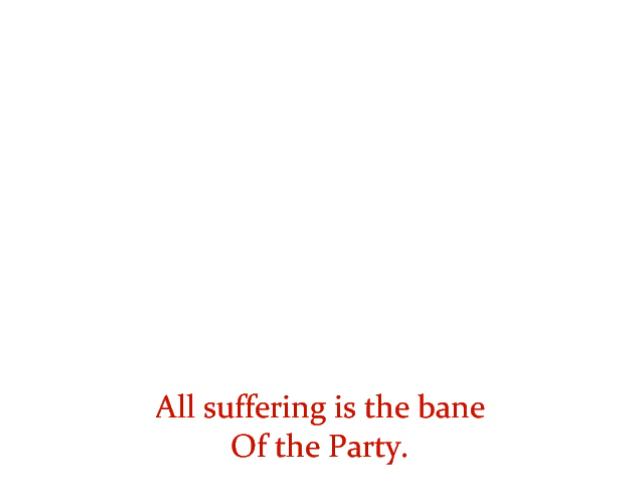 All suffering is the bane
Of the Party.